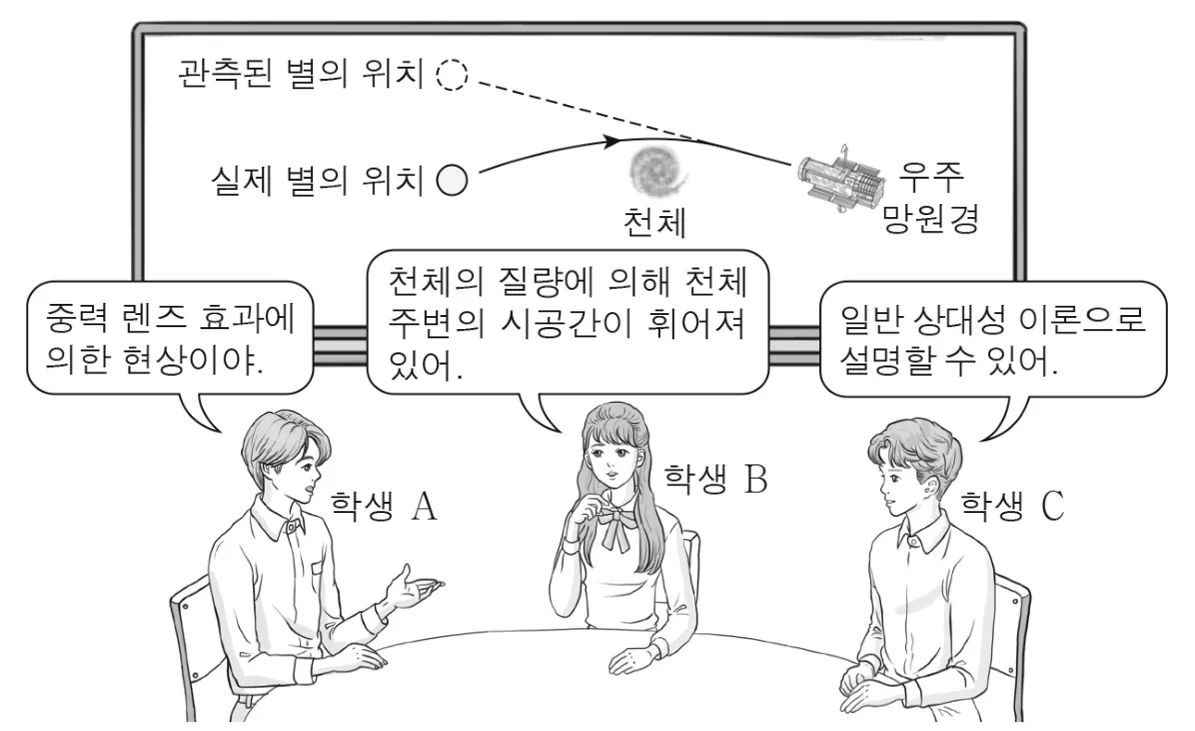 관측된 별의 위치
실제 별의 위치
천체
우주
망원경
중력 렌즈 효과에
의한 현상이야.
천체의 질량에 의해 천체
주변의 시공간이 휘어져
있어.
일반 상대성 이론으로
설명할 수 있어.
학생 A
학생 B
학생 C